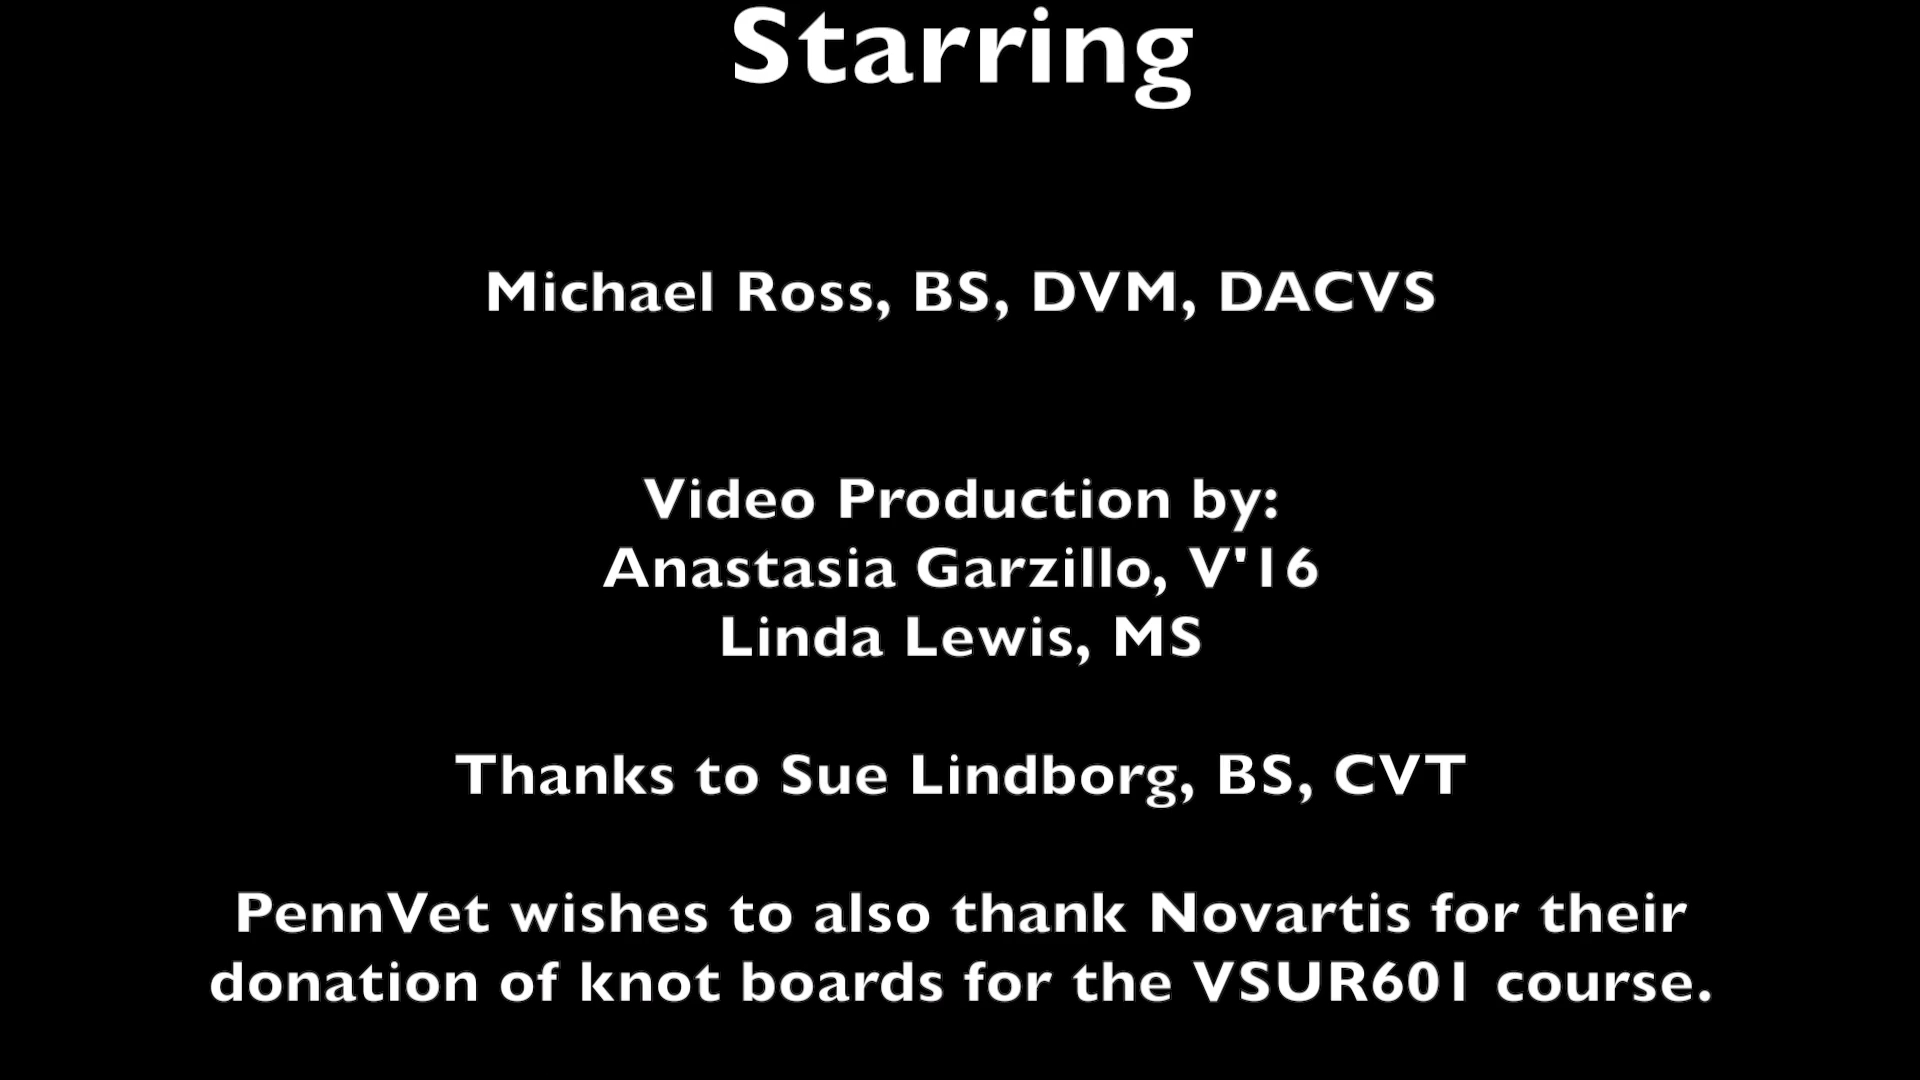 Starring
Michael Ross, BS, DVM, DACVS
Video Production by:
Anastasia Garzillo, V'16
Linda Lewis, MS
Thanks to Sue Lindborg, BS, CVT
PennVet wishes to also thank Novartis for their
donation of knot boards for the VSUR601 course.